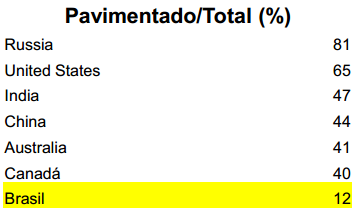 Pavimentado/Total (%)
Russia 81
United States 65
India 47
China 44
Australia 41
Canadá 40
Brasil 12